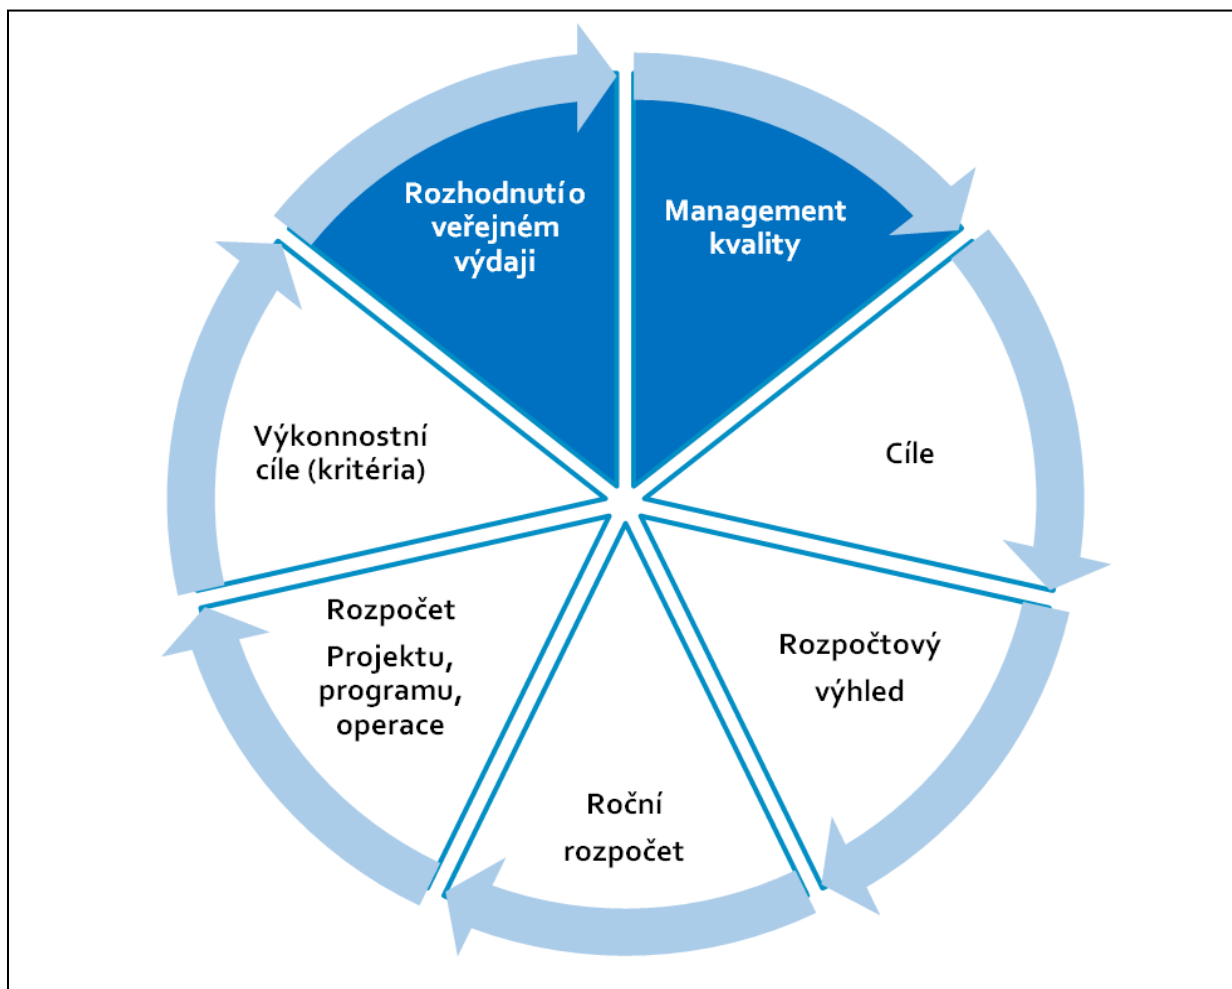 Rozhodnutí o
veřejném
výdaji
Management
kvality
Cíle
Rozpočtový
výhled
Roční
rozpočet
Rozpočet
Projektu,
programu,
operace
Výkonnostní
cíle (kritéria)